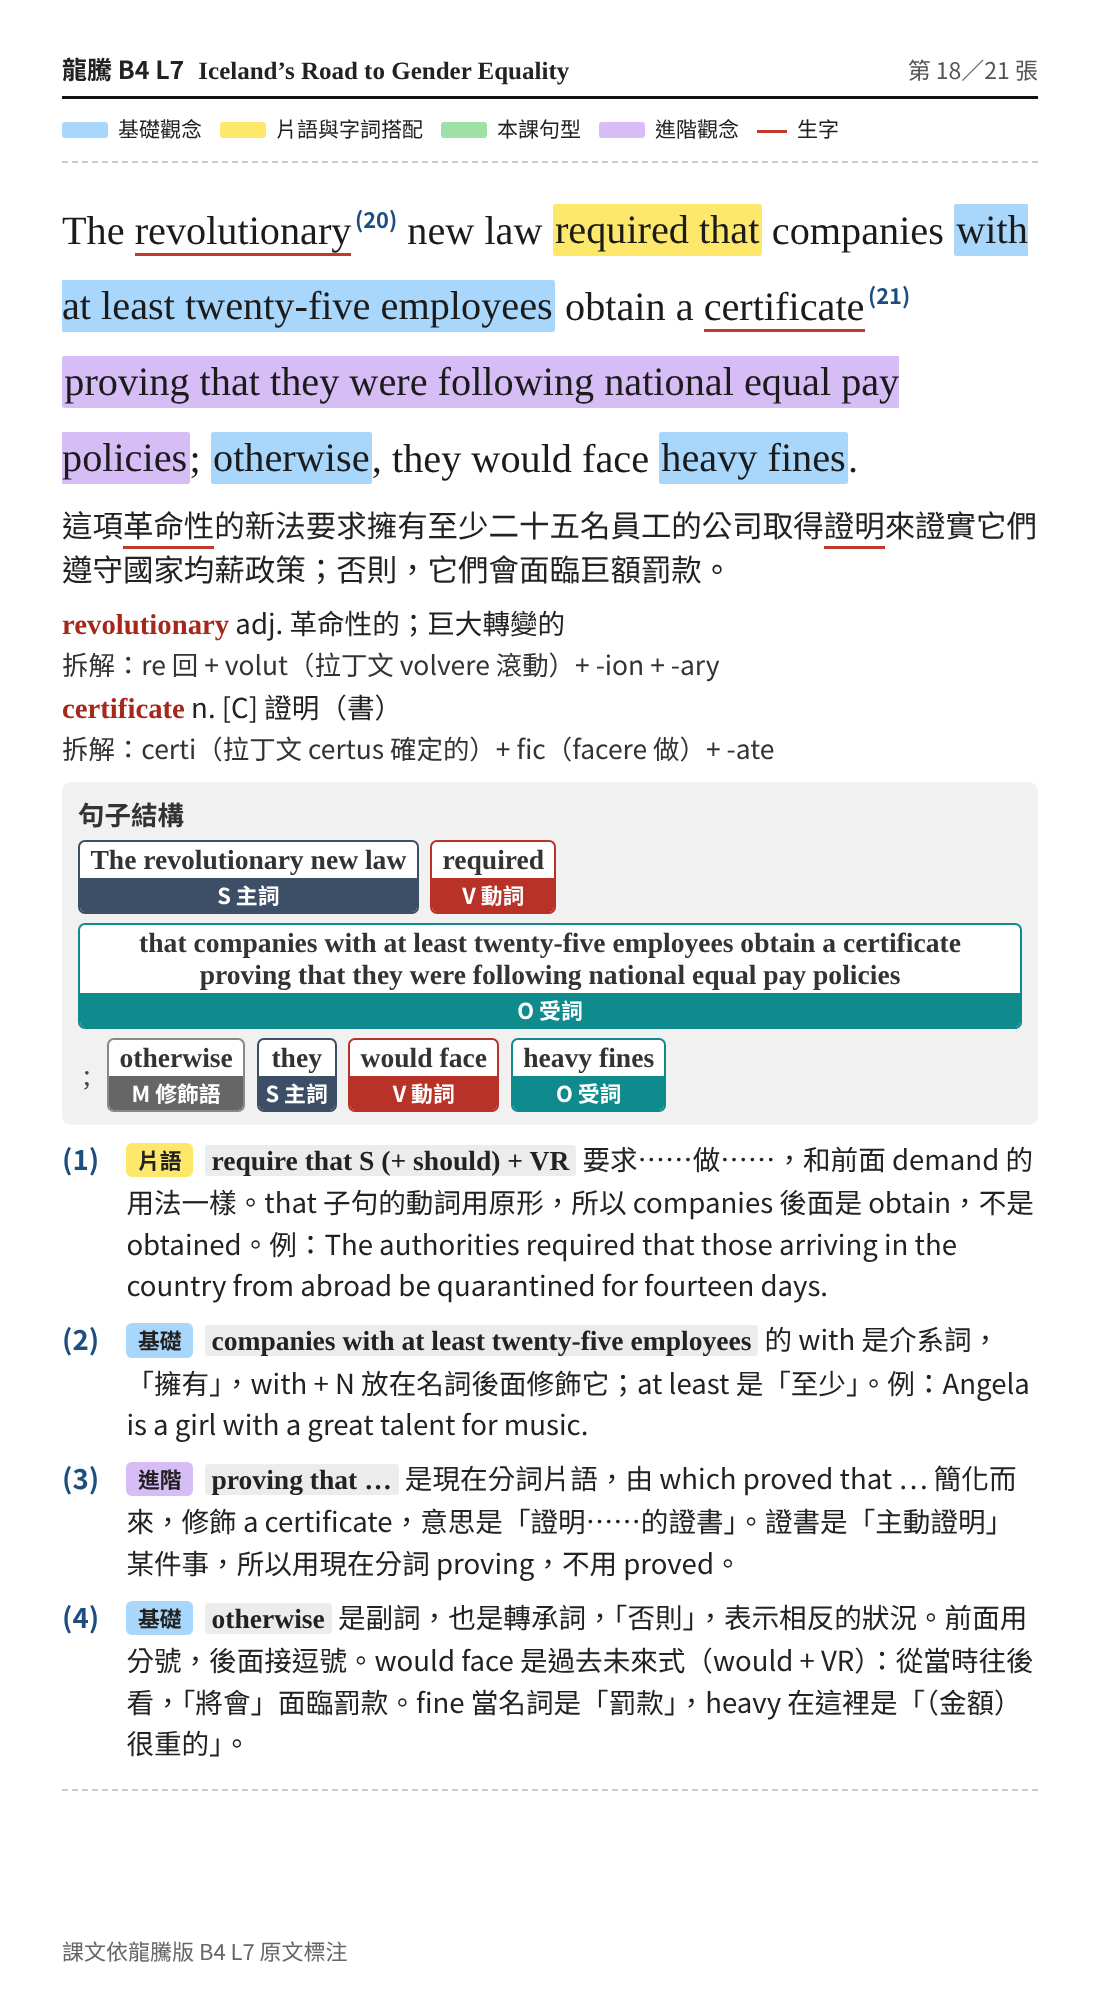 龍騰 B4 L7 Iceland’s Road to Gender Equality 第 18／21 張
基礎觀念 片語與字詞搭配 本課句型 進階觀念 生字
The revolutionary(20) new law required that companies with
at least twenty-five employees obtain a certificate(21)
proving that they were following national equal pay
policies; otherwise, they would face heavy fines.
這項革命性的新法要求擁有至少二十五名員工的公司取得證明來證實它們
遵守國家均薪政策；否則，它們會面臨巨額罰款。
revolutionary adj. 革命性的；巨大轉變的
拆解：re 回 + volut（拉丁文 volvere 滾動）+ -ion + -ary
certificate n. [C] 證明（書）
拆解：certi（拉丁文 certus 確定的）+ fic（facere 做）+ -ate
句子結構
The revolutionary new law required
S 主詞 V 動詞
that companies with at least twenty-five employees obtain a certificate
proving that they were following national equal pay policies
O 受詞
; otherwise they would face heavy fines
M 修飾語 S 主詞 V 動詞 O 受詞
(1) 片語 require that S (+ should) + VR 要求……做……，和前面 demand 的
用法一樣。that 子句的動詞用原形，所以 companies 後面是 obtain，不是
obtained。例：The authorities required that those arriving in the
country from abroad be quarantined for fourteen days.
(2) 基礎 companies with at least twenty-five employees 的 with 是介系詞，
「擁有」，with + N 放在名詞後面修飾它；at least 是「至少」。例：Angela
is a girl with a great talent for music.
(3) 進階 proving that … 是現在分詞片語，由 which proved that … 簡化而
來，修飾 a certificate，意思是「證明……的證書」。證書是「主動證明」
某件事，所以用現在分詞 proving，不用 proved。
(4) 基礎 otherwise 是副詞，也是轉承詞，「否則」，表示相反的狀況。前面用
分號，後面接逗號。would face 是過去未來式（would + VR）：從當時往後
看，「將會」面臨罰款。fine 當名詞是「罰款」，heavy 在這裡是「（金額）
很重的」。
課文依龍騰版 B4 L7 原文標注